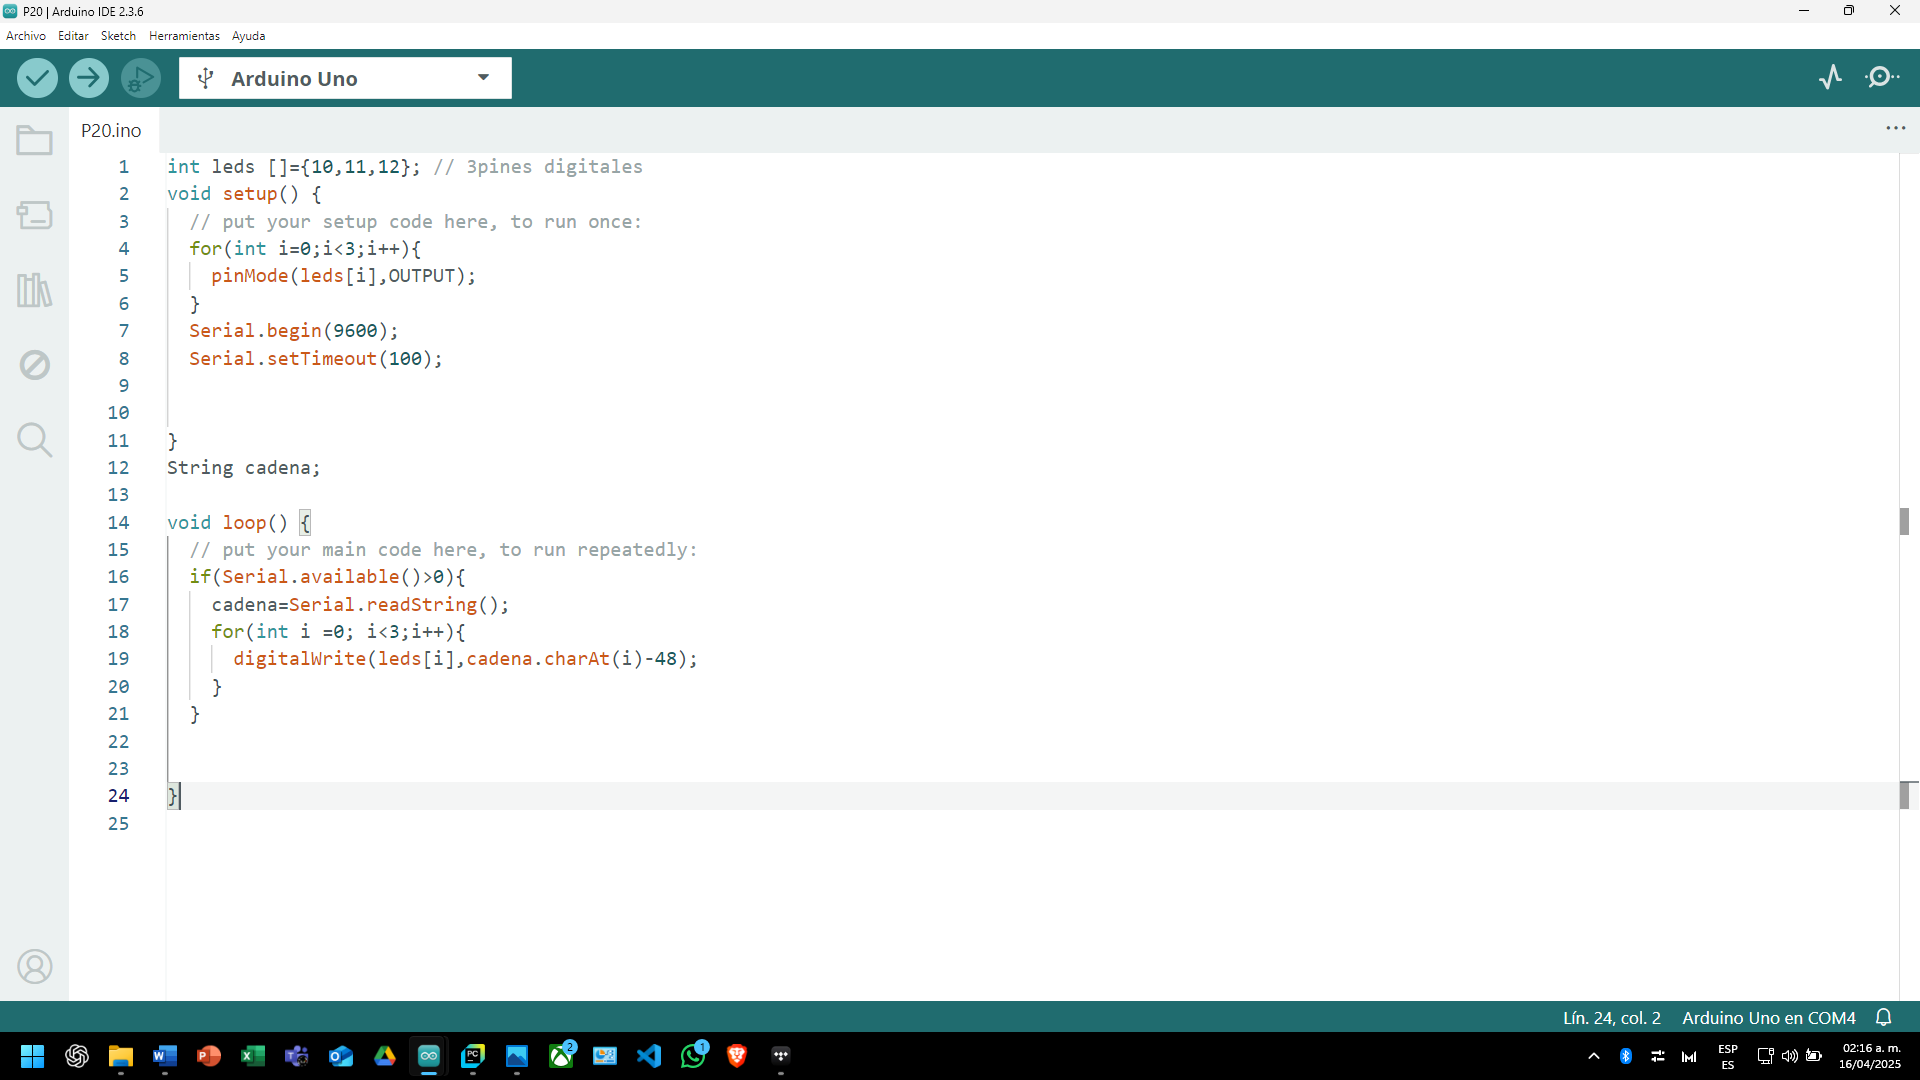 P20 | Arduino IDE 2.3.6
Archivo Editar Sketch Herramientas Ayuda
Arduino Uno
P20.ino
1 int leds []={10,11,12}; // 3pines digitales
2 void setup() {
3 // put your setup code here, to run once:
4 for(int i=0;i<3;i++){
5 pinMode(leds[i],OUTPUT);
6 }
7 Serial.begin(9600);
8 Serial.setTimeout(100);
9
10
11 }
12 String cadena;
13
14 void loop() {
15 // put your main code here, to run repeatedly:
16 if(Serial.available()>0){
17 cadena=Serial.readString();
18 for(int i =0; i<3;i++){
19 digitalWrite(leds[i],cadena.charAt(i)-48);
20 }
21 }
22
23
24 }
25
Lín. 24, col. 2 Arduino Uno en COM4
2
1
ESP
ES
02:16 a. m.
16/04/2025